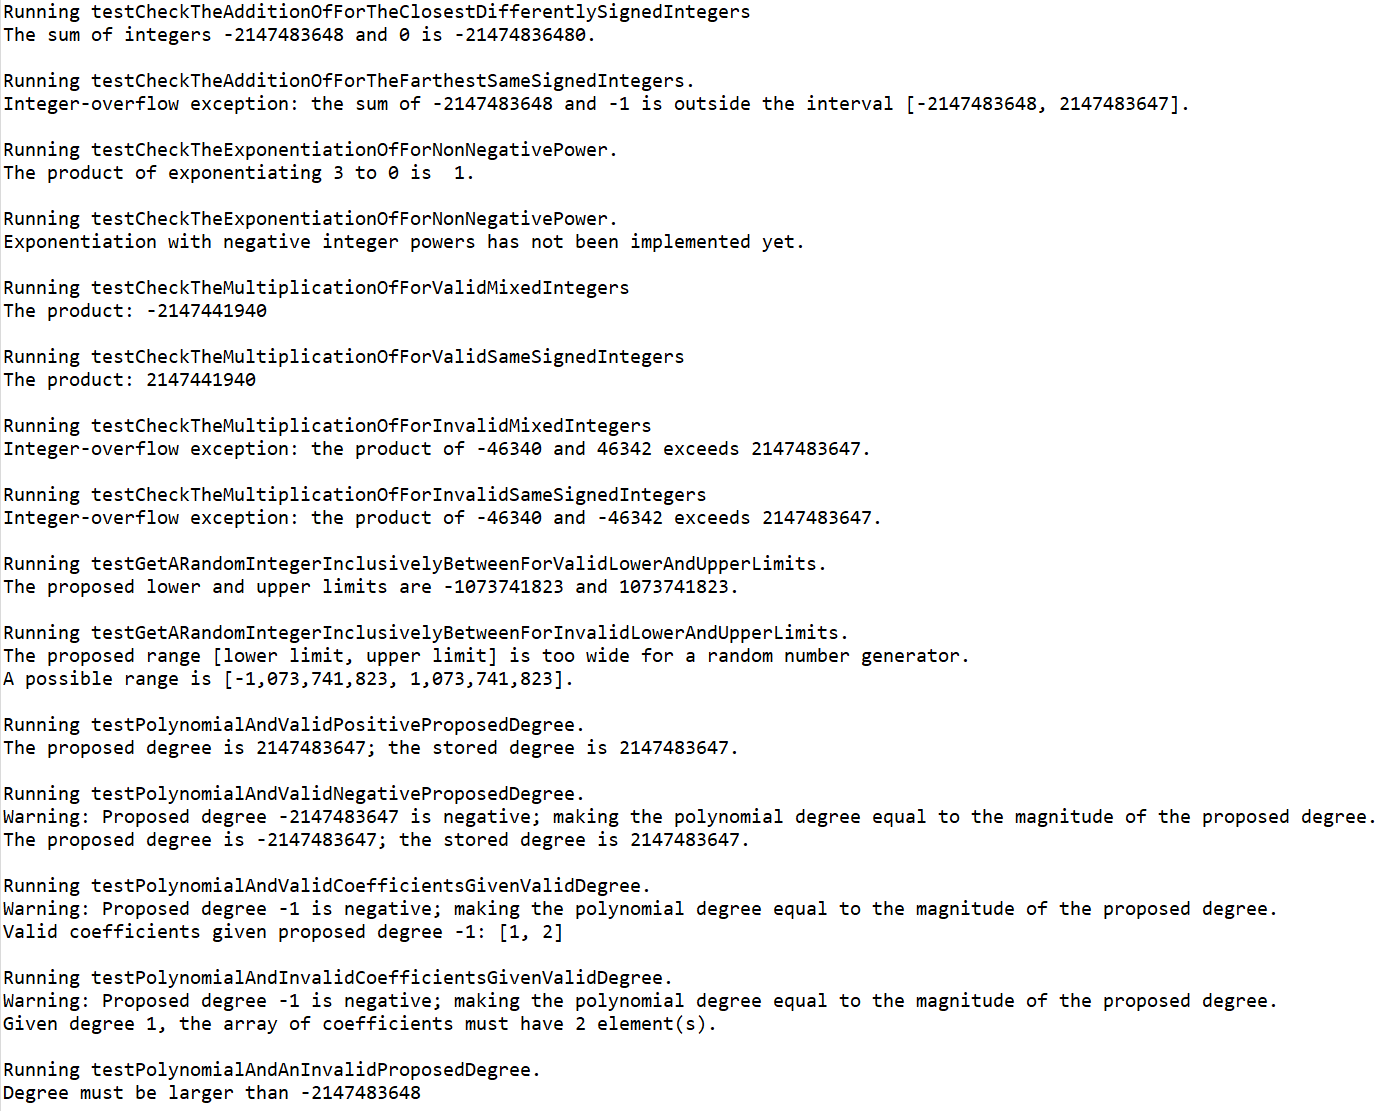 Running testCheckTheAdditionOfForTheClosestDifferentlySignedIntegers
The sum of integers -2147483648 and 0 is -21474836480.
Running testCheckTheAdditionOfForTheFarthestSameSignedIntegers.
Integer-overflow exception: the sum of -2147483648 and -1 is outside the interval [-2147483648, 2147483647].
Running testCheckTheExponentiationOfForNonNegativePower.
The product of exponentiating 3 to 0 is  1.
Running testCheckTheExponentiationOfForNonNegativePower.
Exponentiation with negative integer powers has not been implemented yet.
Running testCheckTheMultiplicationOfForValidMixedIntegers
The product: -2147441940
Running testCheckTheMultiplicationOfForValidSameSignedIntegers
The product: 2147441940
Running testCheckTheMultiplicationOfForInvalidMixedIntegers
Integer-overflow exception: the product of -46340 and 46342 exceeds 2147483647.
Running testCheckTheMultiplicationOfForInvalidSameSignedIntegers
Integer-overflow exception: the product of -46340 and -46342 exceeds 2147483647.
Running testGetARandomIntegerInclusivelyBetweenForValidLowerAndUpperLimits.
The proposed lower and upper limits are -1073741823 and 1073741823.
Running testGetARandomIntegerInclusivelyBetweenForInvalidLowerAndUpperLimits.
The proposed range [lower limit, upper limit] is too wide for a random number generator.
A possible range is [-1,073,741,823, 1,073,741,823].
Running testPolynomialAndValidPositiveProposedDegree.
The proposed degree is 2147483647; the stored degree is 2147483647.
Running testPolynomialAndValidNegativeProposedDegree.
Warning: Proposed degree -2147483647 is negative; making the polynomial degree equal to the magnitude of the proposed degree.
The proposed degree is -2147483647; the stored degree is 2147483647.
Running testPolynomialAndValidCoefficientsGivenValidDegree.
Warning: Proposed degree -1 is negative; making the polynomial degree equal to the magnitude of the proposed degree.
Valid coefficients given proposed degree -1: [1, 2]
Running testPolynomialAndInvalidCoefficientsGivenValidDegree.
Warning: Proposed degree -1 is negative; making the polynomial degree equal to the magnitude of the proposed degree.
Given degree 1, the array of coefficients must have 2 element(s).
Running testPolynomialAndAnInvalidProposedDegree.
Degree must be larger than -2147483648